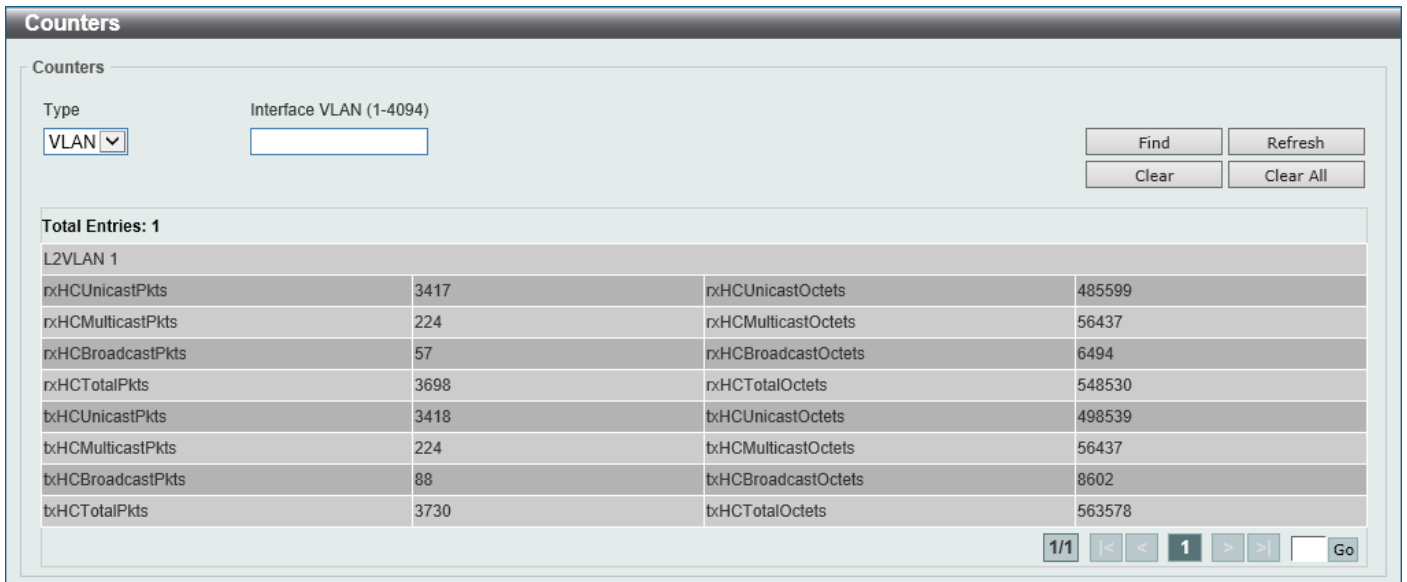 Counters
Counters
Type Interface VLAN (1-4094)
VLAN
Find Refresh
Clear Clear All
Total Entries: 1
L2VLAN 1
rxHCUnicastPkts 3417 rxHCUnicastOctets 485599
rxHCMulticastPkts 224 rxHCMulticastOctets 56437
rxHCBroadcastPkts 57 rxHCBroadcastOctets 6494
rxHCTotalPkts 3698 rxHCTotalOctets 548530
txHCUnicastPkts 3418 txHCUnicastOctets 498539
txHCMulticastPkts 224 txHCMulticastOctets 56437
txHCBroadcastPkts 88 txHCBroadcastOctets 8602
txHCTotalPkts 3730 txHCTotalOctets 563578
1/1 |< < 1 > >| Go